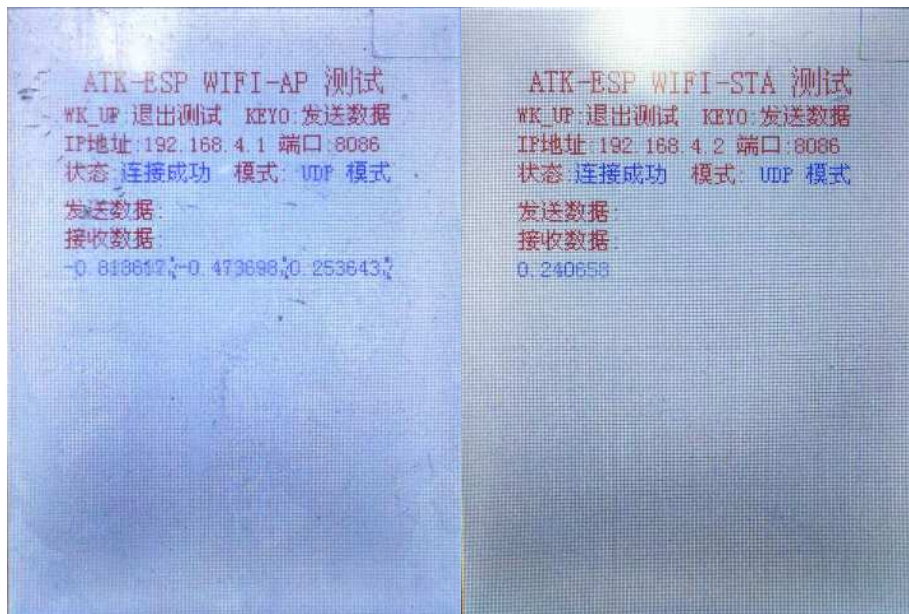 ATK-ESP WIFI-AP 测试
WK_UP:退出测试 KEY0:发送数据
IP地址:192.168.4.1 端口:8086
状态:连接成功 模式: UDP 模式
发送数据:
接收数据:
-0.813617 -0.473698 0.253643
ATK-ESP WIFI-STA 测试
WK_UP:退出测试 KEY0:发送数据
IP地址:192.168.4.2 端口:8086
状态:连接成功 模式: UDP 模式
发送数据:
接收数据:
0.240653